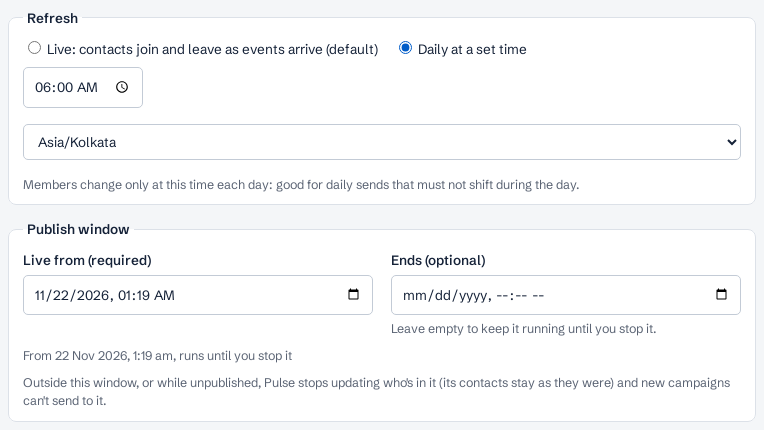 Refresh
Live: contacts join and leave as events arrive (default)
Daily at a set time
06:00 AM
Asia/Kolkata
Members change only at this time each day: good for daily sends that must not shift during the day.
Publish window
Live from (required)
Ends (optional)
11/22/2026, 01:19 AM
mm/dd/yyyy, --:-- --
Leave empty to keep it running until you stop it.
From 22 Nov 2026, 1:19 am, runs until you stop it
Outside this window, or while unpublished, Pulse stops updating who's in it (its contacts stay as they were) and new campaigns
can't send to it.